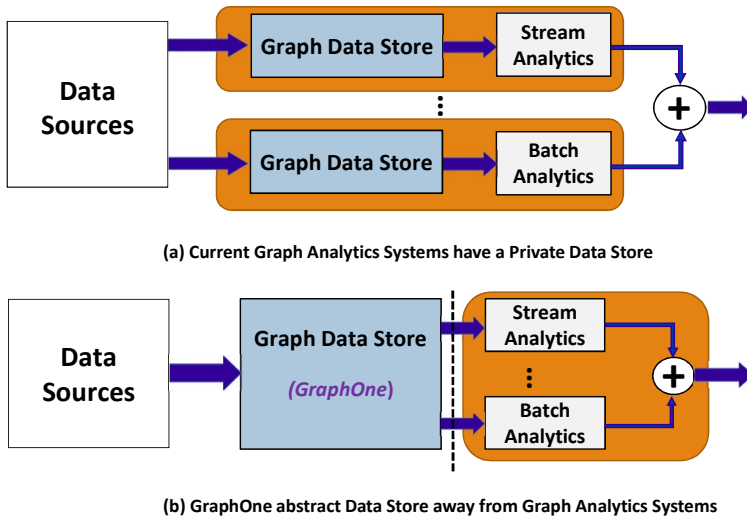 Data
Sources
Graph Data Store
Stream
Analytics
...
Graph Data Store
Batch
Analytics
+
(a) Current Graph Analytics Systems have a Private Data Store
Data
Sources
Graph Data Store
(GraphOne)
Stream
Analytics
...
Batch
Analytics
+
(b) GraphOne abstract Data Store away from Graph Analytics Systems